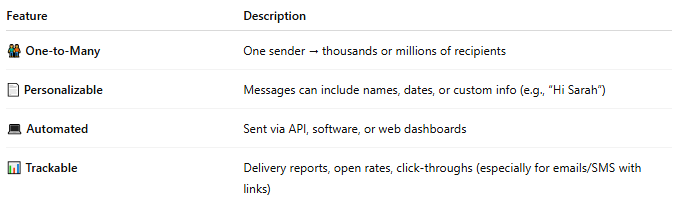 Feature Description
👥 One-to-Many One sender → thousands or millions of recipients
📄 Personalizable Messages can include names, dates, or custom info (e.g., “Hi Sarah”)
💻 Automated Sent via API, software, or web dashboards
📊 Trackable Delivery reports, open rates, click-throughs (especially for emails/SMS with
links)